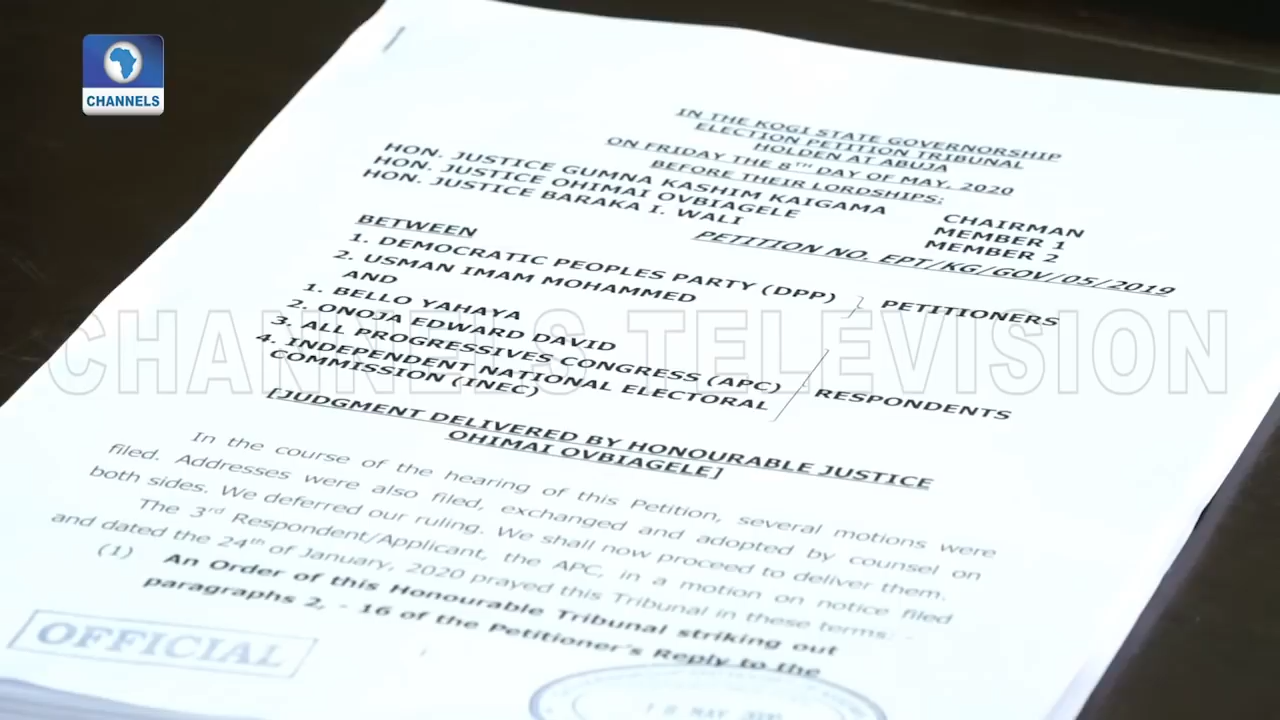 CHANNELS
IN THE KOGI STATE GOVERNORSHIP
ELECTION PETITION TRIBUNAL
HOLDEN AT ABUJA
ON FRIDAY THE 8TH DAY OF MAY, 2020
BEFORE THEIR LORDSHIPS:
HON. JUSTICE GUMNA KASHIM KAIGAMA CHAIRMAN
HON. JUSTICE OHIMAI OVBIAGELE MEMBER 1
HON. JUSTICE BARAKA I. WALI MEMBER 2
PETITION NO. EPT/KG/GOV/05/2019
BETWEEN
1. DEMOCRATIC PEOPLES PARTY (DPP)
2. USMAN IMAM MOHAMMED
PETITIONERS
AND
1. BELLO YAHAYA
2. ONOJA EDWARD DAVID
3. ALL PROGRESSIVES CONGRESS (APC)
4. INDEPENDENT NATIONAL ELECTORAL
COMMISSION (INEC)
RESPONDENTS
[JUDGMENT DELIVERED BY HONOURABLE JUSTICE
OHIMAI OVBIAGELE]
In the course of the hearing of this Petition, several motions were
filed. Addresses were also filed, exchanged and adopted by counsel on
both sides. We deferred our ruling. We shall now proceed to deliver them.
The 3rd Respondent/Applicant, the APC, in a motion on notice filed
and dated the 24th of January, 2020 prayed this Tribunal in these terms: -
(1) An Order of this Honourable Tribunal striking out
paragraphs 2, - 16 of the Petitioner's Reply to the
OFFICIAL
CHANNELS TELEVISION